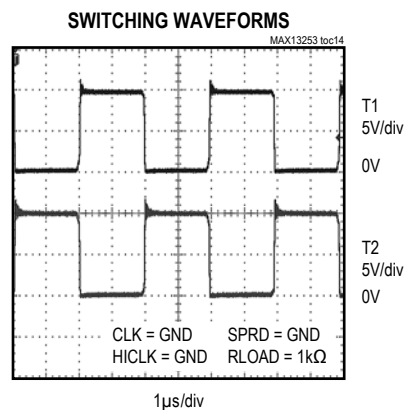 SWITCHING WAVEFORMS
MAX13253 toc14
T1
5V/div
0V
T2
5V/div
0V
CLK = GND SPRD = GND
HICLK = GND RLOAD = 1kΩ
1µs/div